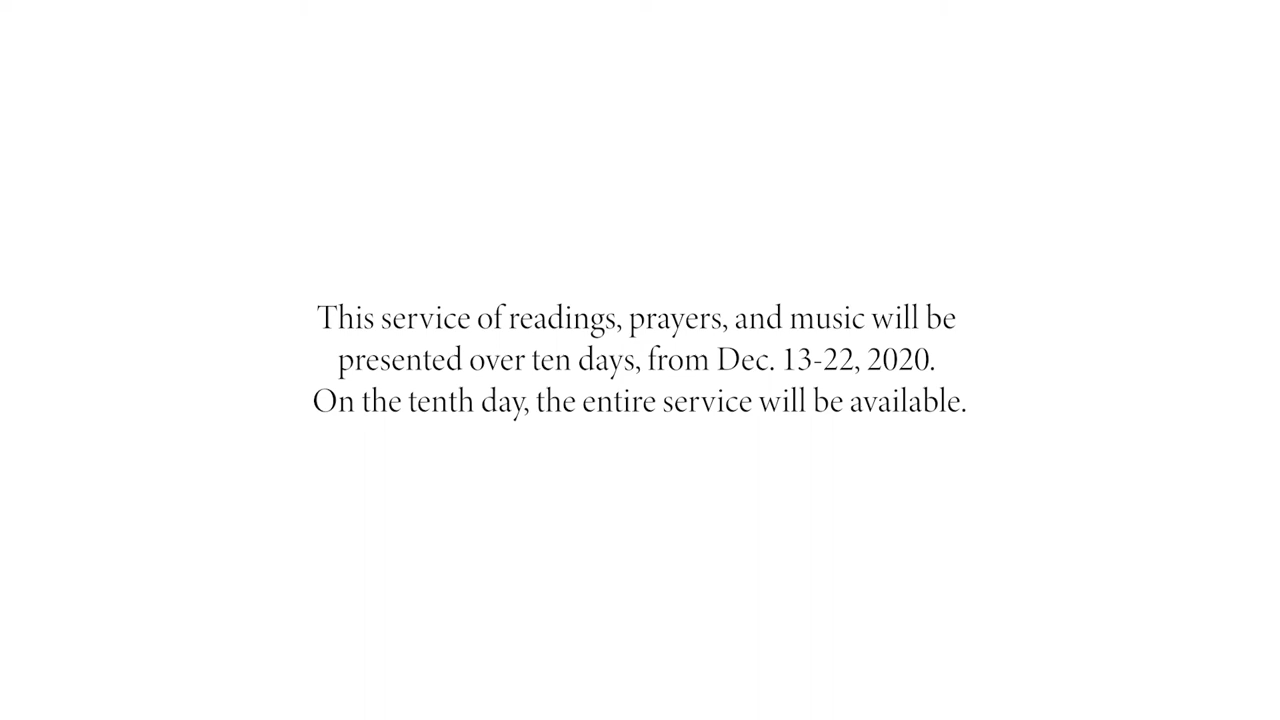 This service of readings, prayers, and music will be
presented over ten days, from Dec. 13-22, 2020.
On the tenth day, the entire service will be available.